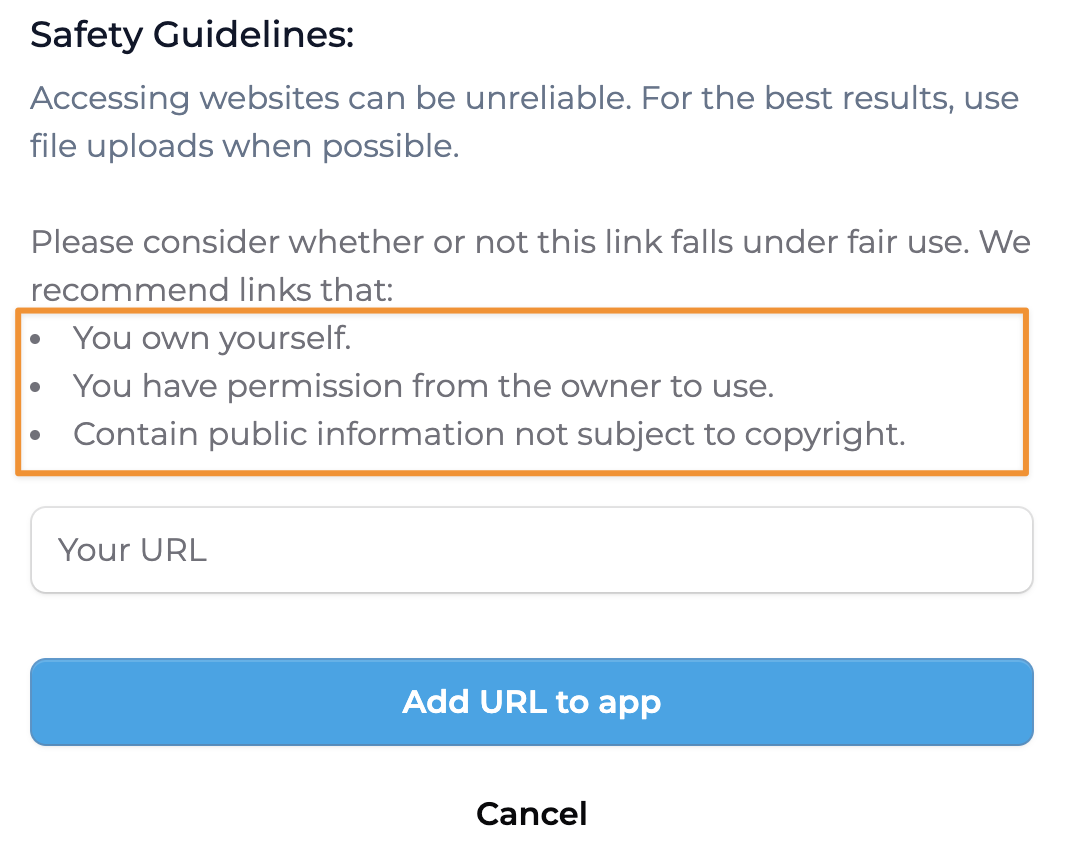 Safety Guidelines:
Accessing websites can be unreliable. For the best results, use
file uploads when possible.
Please consider whether or not this link falls under fair use. We
recommend links that:
• You own yourself.
• You have permission from the owner to use.
• Contain public information not subject to copyright.
Your URL
Add URL to app
Cancel